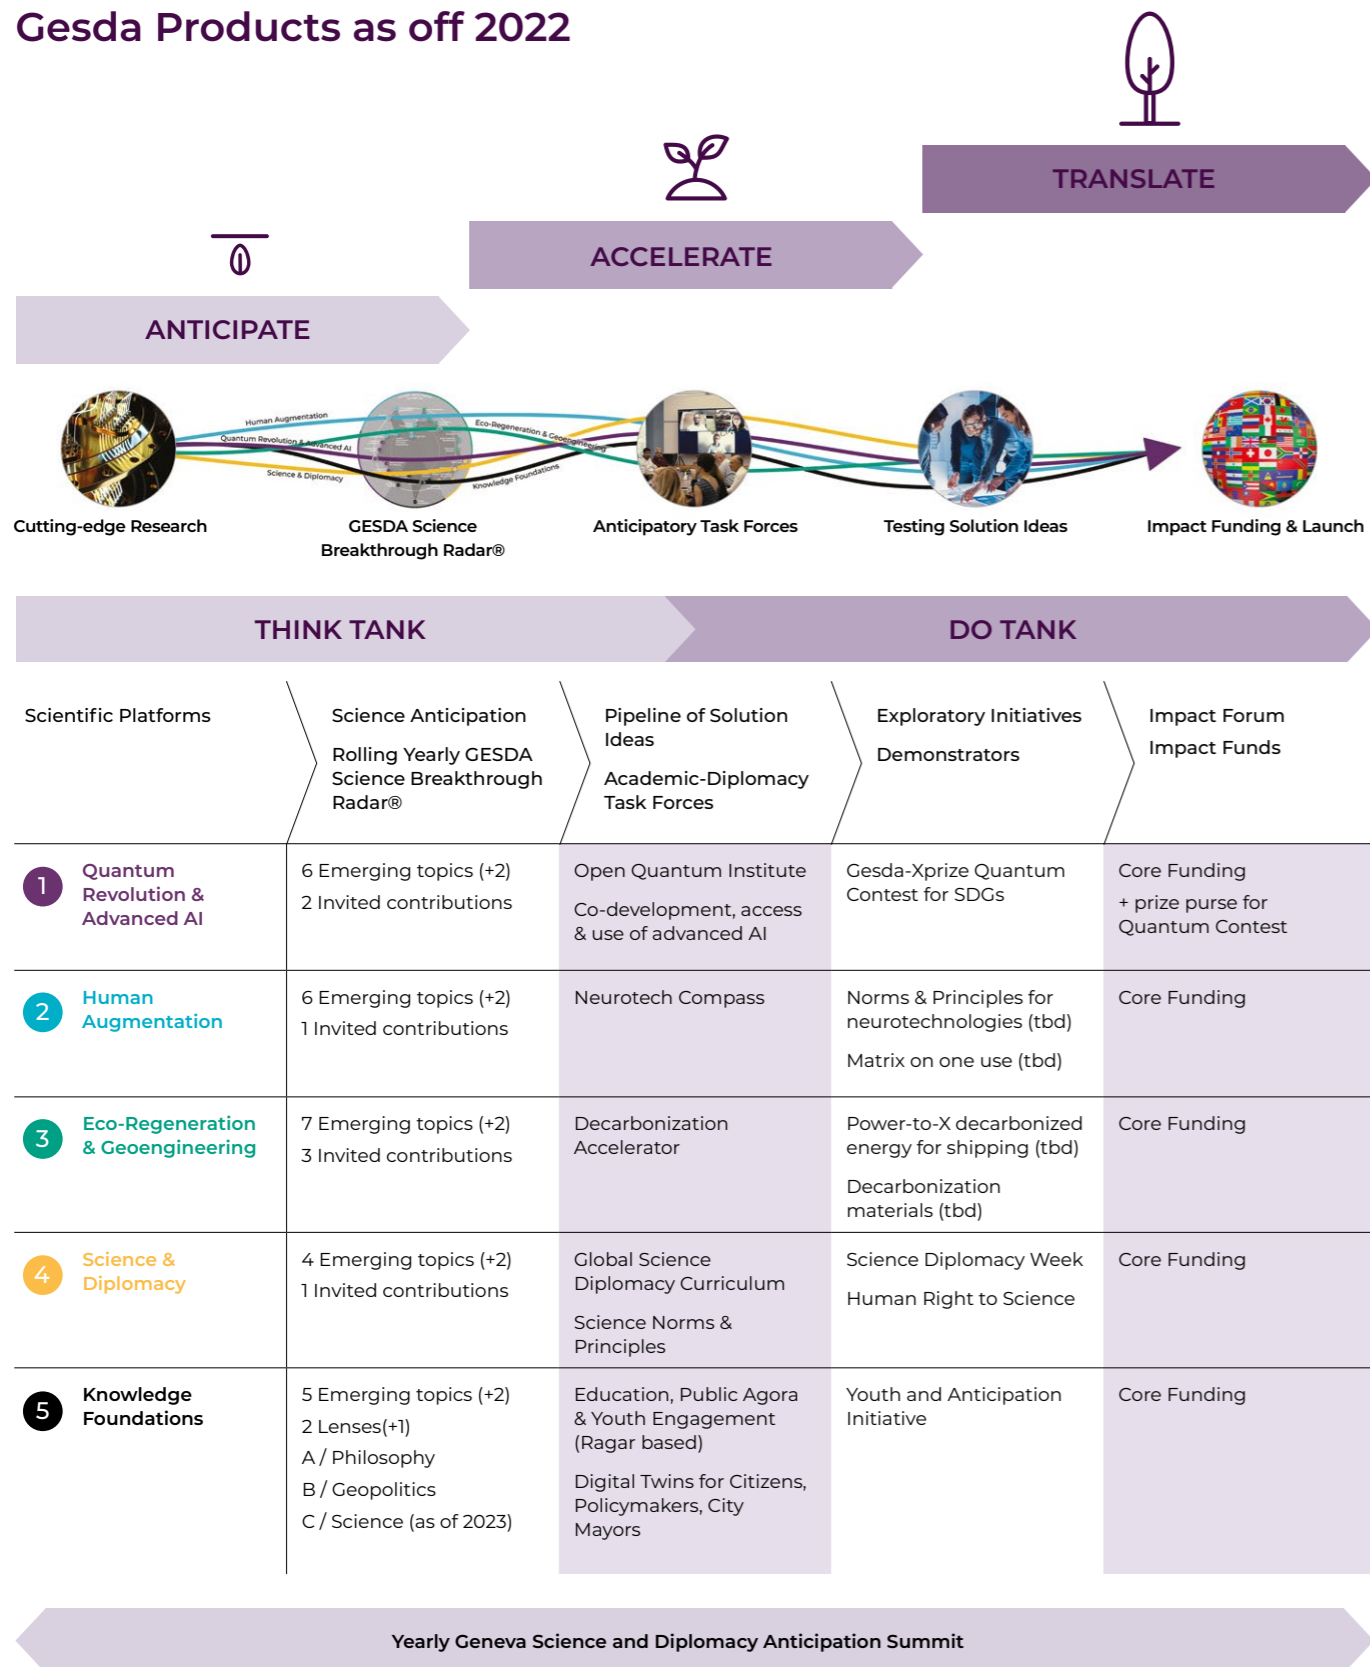 Gesda Products as off 2022
TRANSLATE
ACCELERATE
ANTICIPATE
Human Augmentation
Quantum Revolution & Advanced AI
Science & Diplomacy
Eco-Regeneration & Geoengineering
Knowledge Foundations
Cutting-edge Research
GESDA Science
Breakthrough Radar®
Anticipatory Task Forces
Testing Solution Ideas
Impact Funding & Launch
THINK TANK
DO TANK
Scientific Platforms
Science Anticipation
Rolling Yearly GESDA
Science Breakthrough
Radar®
Pipeline of Solution
Ideas
Academic-Diplomacy
Task Forces
Exploratory Initiatives
Demonstrators
Impact Forum
Impact Funds
1
Quantum
Revolution &
Advanced AI
6 Emerging topics (+2)
2 Invited contributions
Open Quantum Institute
Co-development, access
& use of advanced AI
Gesda-Xprize Quantum
Contest for SDGs
Core Funding
+ prize purse for
Quantum Contest
2
Human
Augmentation
6 Emerging topics (+2)
1 Invited contributions
Neurotech Compass
Norms & Principles for
neurotechnologies (tbd)
Matrix on one use (tbd)
Core Funding
3
Eco-Regeneration
& Geoengineering
7 Emerging topics (+2)
3 Invited contributions
Decarbonization
Accelerator
Power-to-X decarbonized
energy for shipping (tbd)
Decarbonization
materials (tbd)
Core Funding
4
Science &
Diplomacy
4 Emerging topics (+2)
1 Invited contributions
Global Science
Diplomacy Curriculum
Science Norms &
Principles
Science Diplomacy Week
Human Right to Science
Core Funding
5
Knowledge
Foundations
5 Emerging topics (+2)
2 Lenses(+1)
A / Philosophy
B / Geopolitics
C / Science (as of 2023)
Education, Public Agora
& Youth Engagement
(Ragar based)
Digital Twins for Citizens,
Policymakers, City
Mayors
Youth and Anticipation
Initiative
Core Funding
Yearly Geneva Science and Diplomacy Anticipation Summit